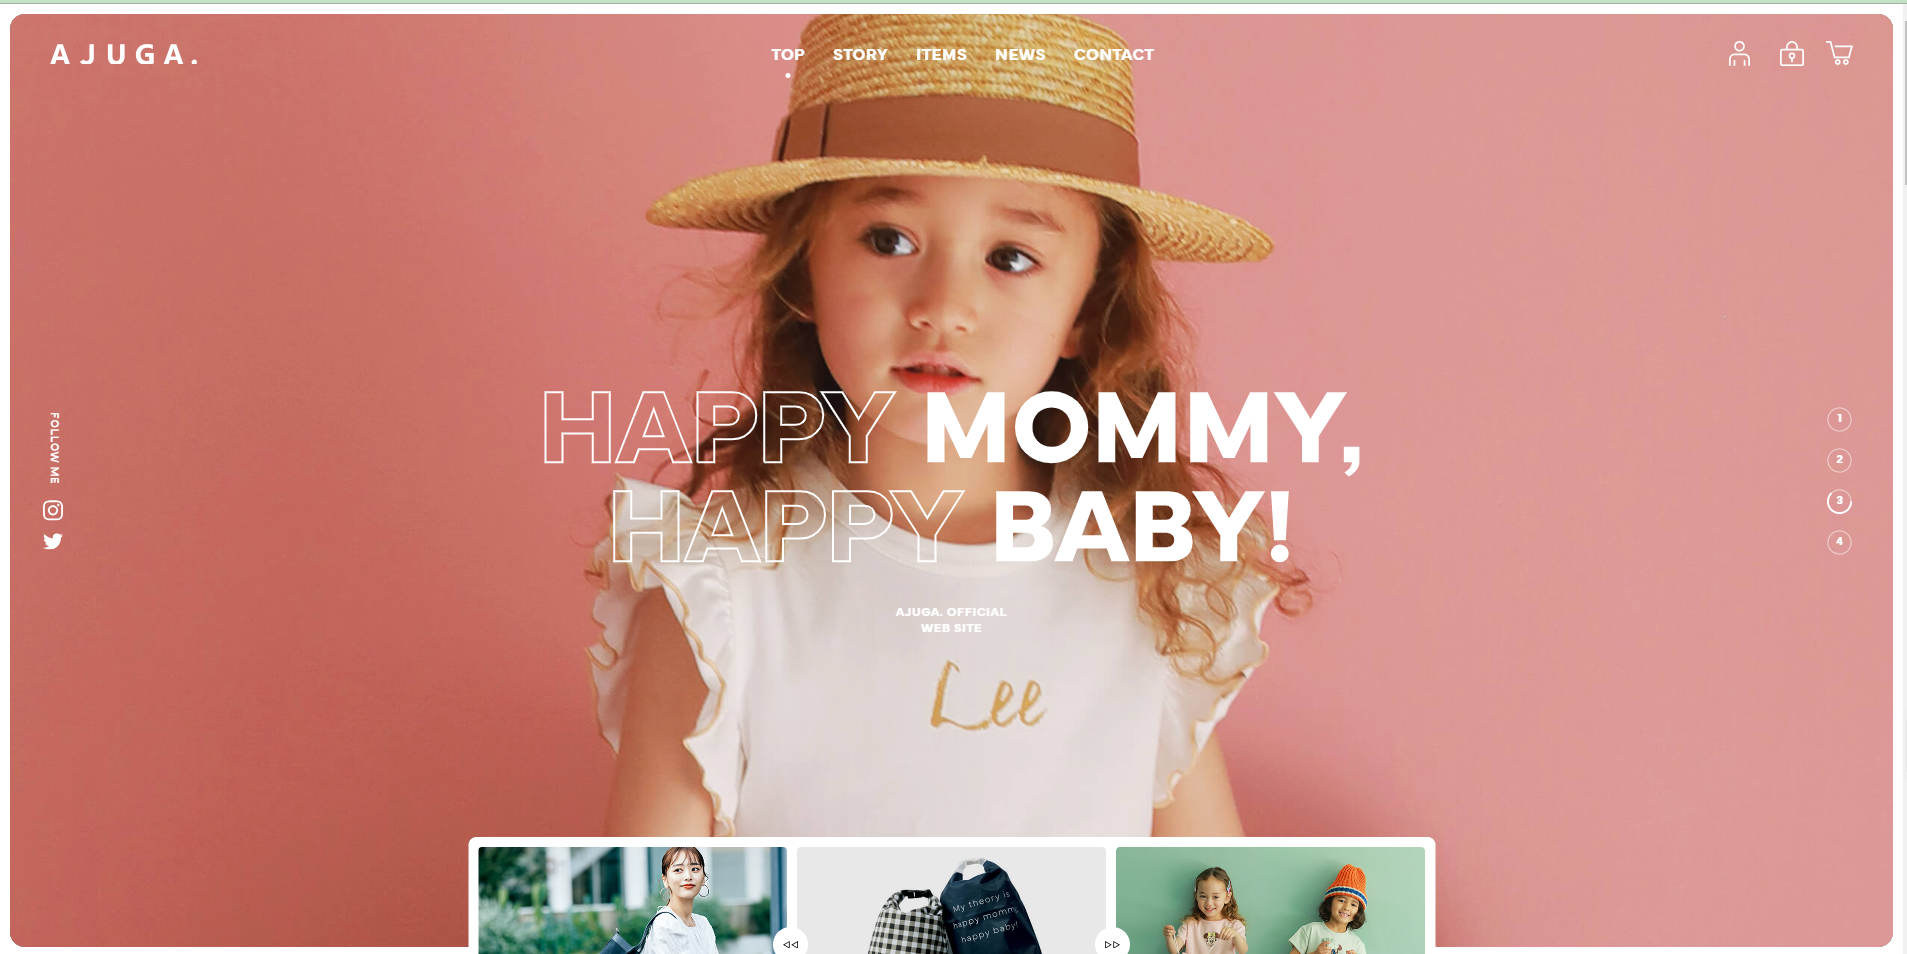 AJUGA.
TOP STORY ITEMS NEWS CONTACT
HAPPY MOMMY,
HAPPY BABY!
AJUGA. OFFICIAL
WEB SITE
Lee
FOLLOW ME
1
2
3
4
My theory is
happy mommy,
happy baby!